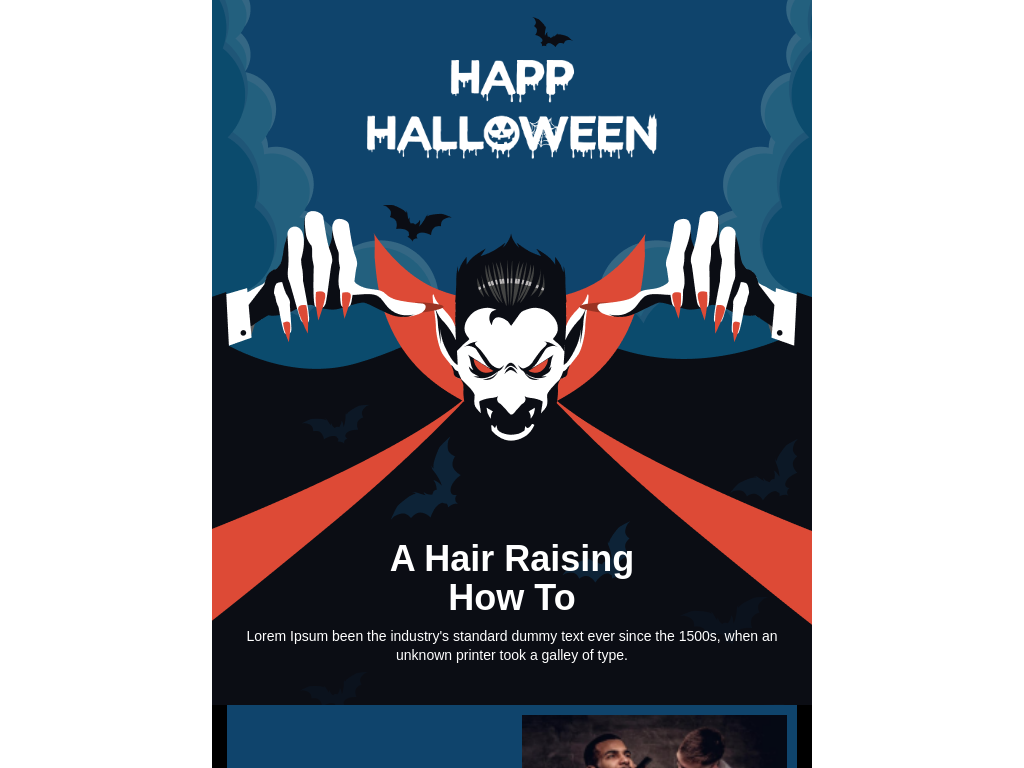 HAPP
HALLOWEEN
A Hair Raising
How To
Lorem Ipsum been the industry's standard dummy text ever since the 1500s, when an
unknown printer took a galley of type.